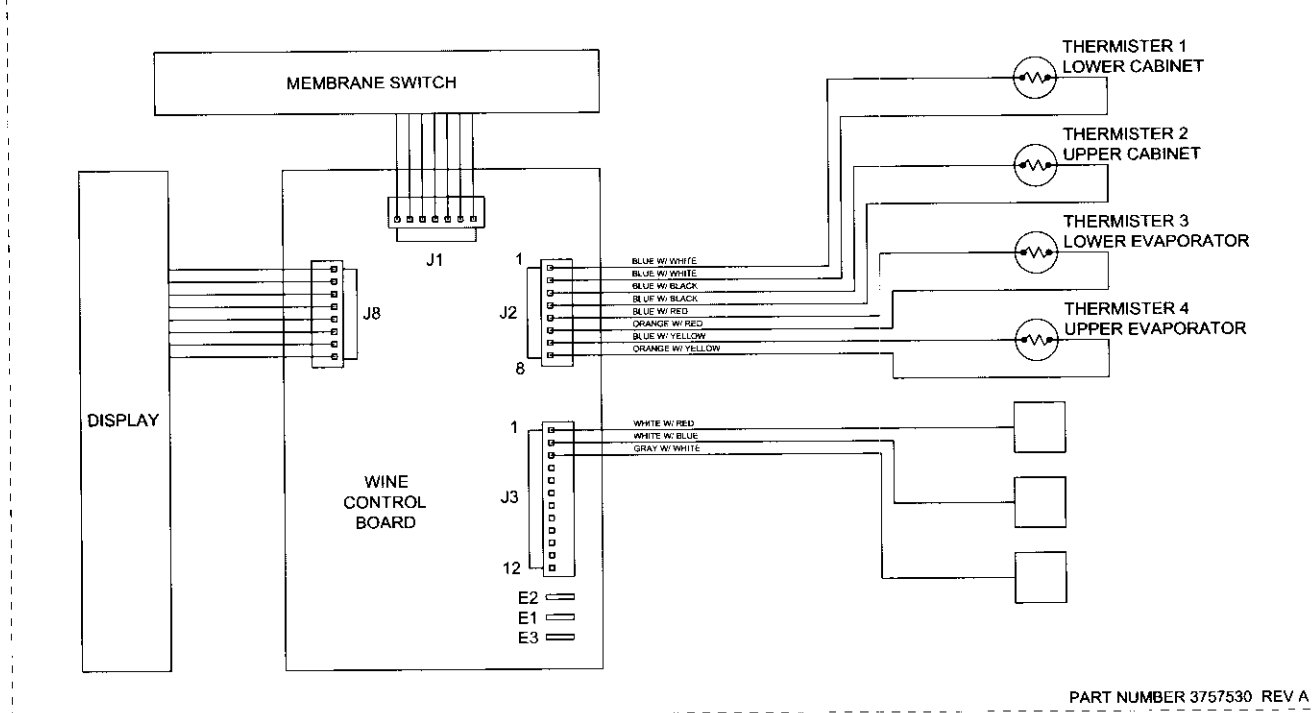 MEMBRANE SWITCH
THERMISTER 1
LOWER CABINET
THERMISTER 2
UPPER CABINET
THERMISTER 3
LOWER EVAPORATOR
THERMISTER 4
UPPER EVAPORATOR
J1
J8
J2
1
8
BLUE W/ WHITE
BLUE W/ WHITE
BLUE W/ BLACK
BLUE W/ BLACK
BLUE W/ RED
ORANGE W/ RED
BLUE W/ YELLOW
ORANGE W/ YELLOW
DISPLAY
WINE
CONTROL
BOARD
1
J3
12
WHITE W/ RED
WHITE W/ BLUE
GRAY W/ WHITE
E2
E1
E3
PART NUMBER 3757530 REV A